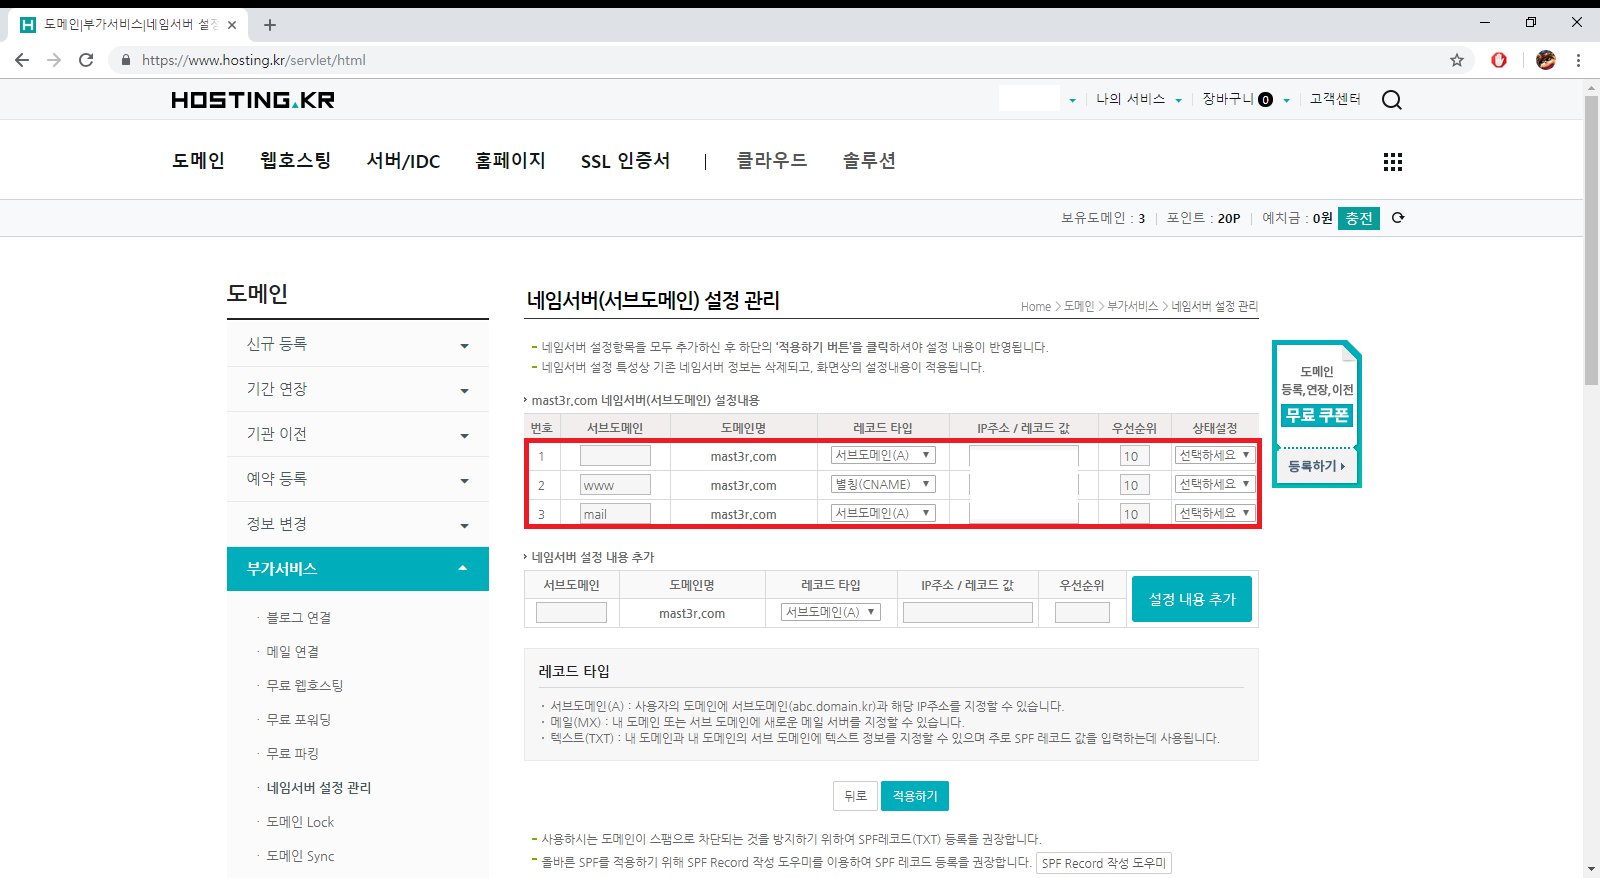 도메인|부가서비스|네임서버 설정
https://www.hosting.kr/servlet/html
HOSTING.KR
나의 서비스
장바구니 0
고객센터
도메인 웹호스팅 서버/IDC 홈페이지 SSL 인증서 | 클라우드 솔루션
보유도메인 : 3 | 포인트 : 20P | 예치금 : 0원 충전
도메인
신규 등록
기간 연장
기관 이전
예약 등록
정보 변경
부가서비스
· 블로그 연결
· 메일 연결
· 무료 웹호스팅
· 무료 포워딩
· 무료 파킹
· 네임서버 설정 관리
· 도메인 Lock
· 도메인 Sync
네임서버(서브도메인) 설정 관리
Home > 도메인 > 부가서비스 > 네임서버 설정 관리
- 네임서버 설정항목을 모두 추가하신 후 하단의 '적용하기 버튼'을 클릭하셔야 설정 내용이 반영됩니다.
- 네임서버 설정 특성상 기존 네임서버 정보는 삭제되고, 화면상의 설정내용이 적용됩니다.
mast3r.com 네임서버(서브도메인) 설정내용
번호 서브도메인 도메인명 레코드 타입 IP주소 / 레코드 값 우선순위 상태설정
1 mast3r.com 서브도메인(A) 10 선택하세요
2 www mast3r.com 별칭(CNAME) 10 선택하세요
3 mail mast3r.com 서브도메인(A) 10 선택하세요
네임서버 설정 내용 추가
서브도메인 도메인명 레코드 타입 IP주소 / 레코드 값 우선순위
mast3r.com 서브도메인(A)
설정 내용 추가
레코드 타입
· 서브도메인(A) : 사용자의 도메인에 서브도메인(abc.domain.kr)과 해당 IP주소를 지정할 수 있습니다.
· 메일(MX) : 내 도메인 또는 서브 도메인에 새로운 메일 서버를 지정할 수 있습니다.
· 텍스트(TXT) : 내 도메인과 내 도메인의 서브 도메인에 텍스트 정보를 지정할 수 있으며 주로 SPF 레코드 값을 입력하는데 사용됩니다.
뒤로 적용하기
- 사용하시는 도메인이 스팸으로 차단되는 것을 방지하기 위하여 SPF레코드(TXT) 등록을 권장합니다.
- 올바른 SPF를 적용하기 위해 SPF Record 작성 도우미를 이용하여 SPF 레코드 등록을 권장합니다. SPF Record 작성 도우미
도메인
등록,연장,이전
무료 쿠폰
등록하기